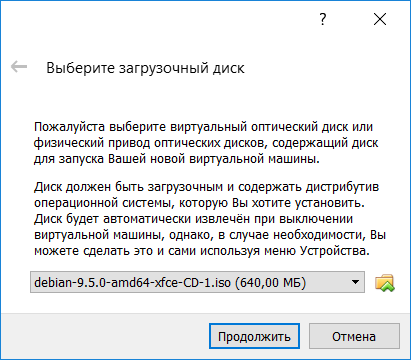 ?
Выберите загрузочный диск
Пожалуйста выберите виртуальный оптический диск или
физический привод оптических дисков, содержащий диск
для запуска Вашей новой виртуальной машины.
Диск должен быть загрузочным и содержать дистрибутив
операционной системы, которую Вы хотите установить.
Диск будет автоматически извлечён при выключении
виртуальной машины, однако, в случае необходимости, Вы
можете сделать это и сами используя меню Устройства.
debian-9.5.0-amd64-xfce-CD-1.iso (640,00 МБ)
Продолжить Отмена